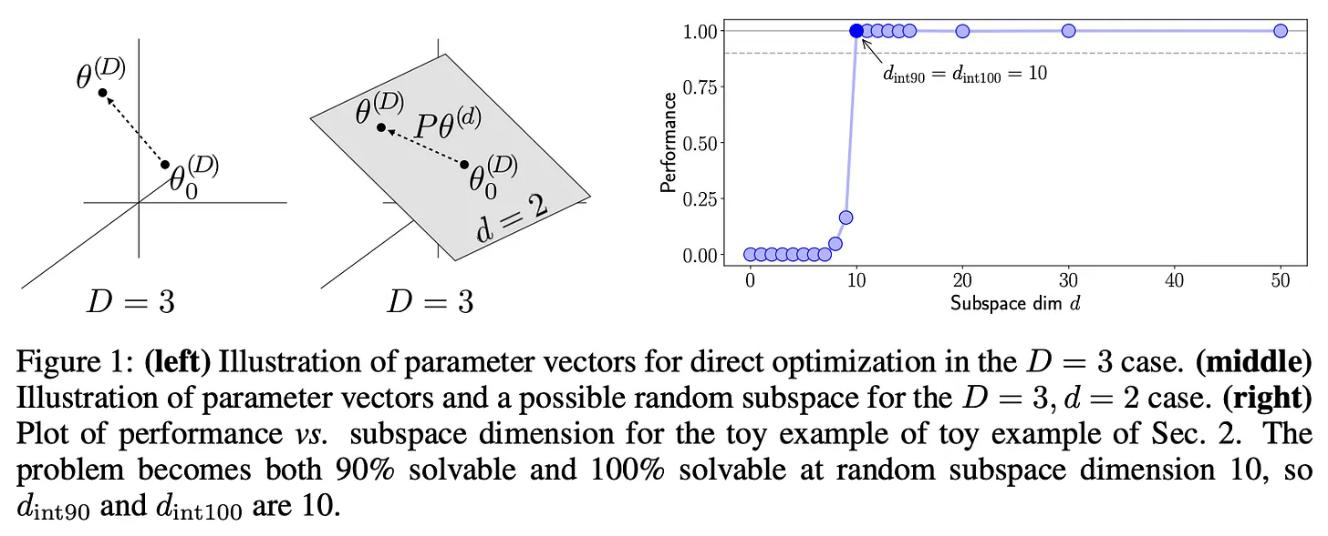 θ^(D)
θ₀^(D)
D = 3
θ^(D)
Pθ^(d)
θ₀^(D)
d = 2
D = 3
Performance
1.00
0.75
0.50
0.25
0.00
d_int90 = d_int100 = 10
0 10 20 30 40 50
Subspace dim d
Figure 1: (left) Illustration of parameter vectors for direct optimization in the D = 3 case. (middle)
Illustration of parameter vectors and a possible random subspace for the D = 3, d = 2 case. (right)
Plot of performance vs. subspace dimension for the toy example of toy example of Sec. 2. The
problem becomes both 90% solvable and 100% solvable at random subspace dimension 10, so
d_int90 and d_int100 are 10.